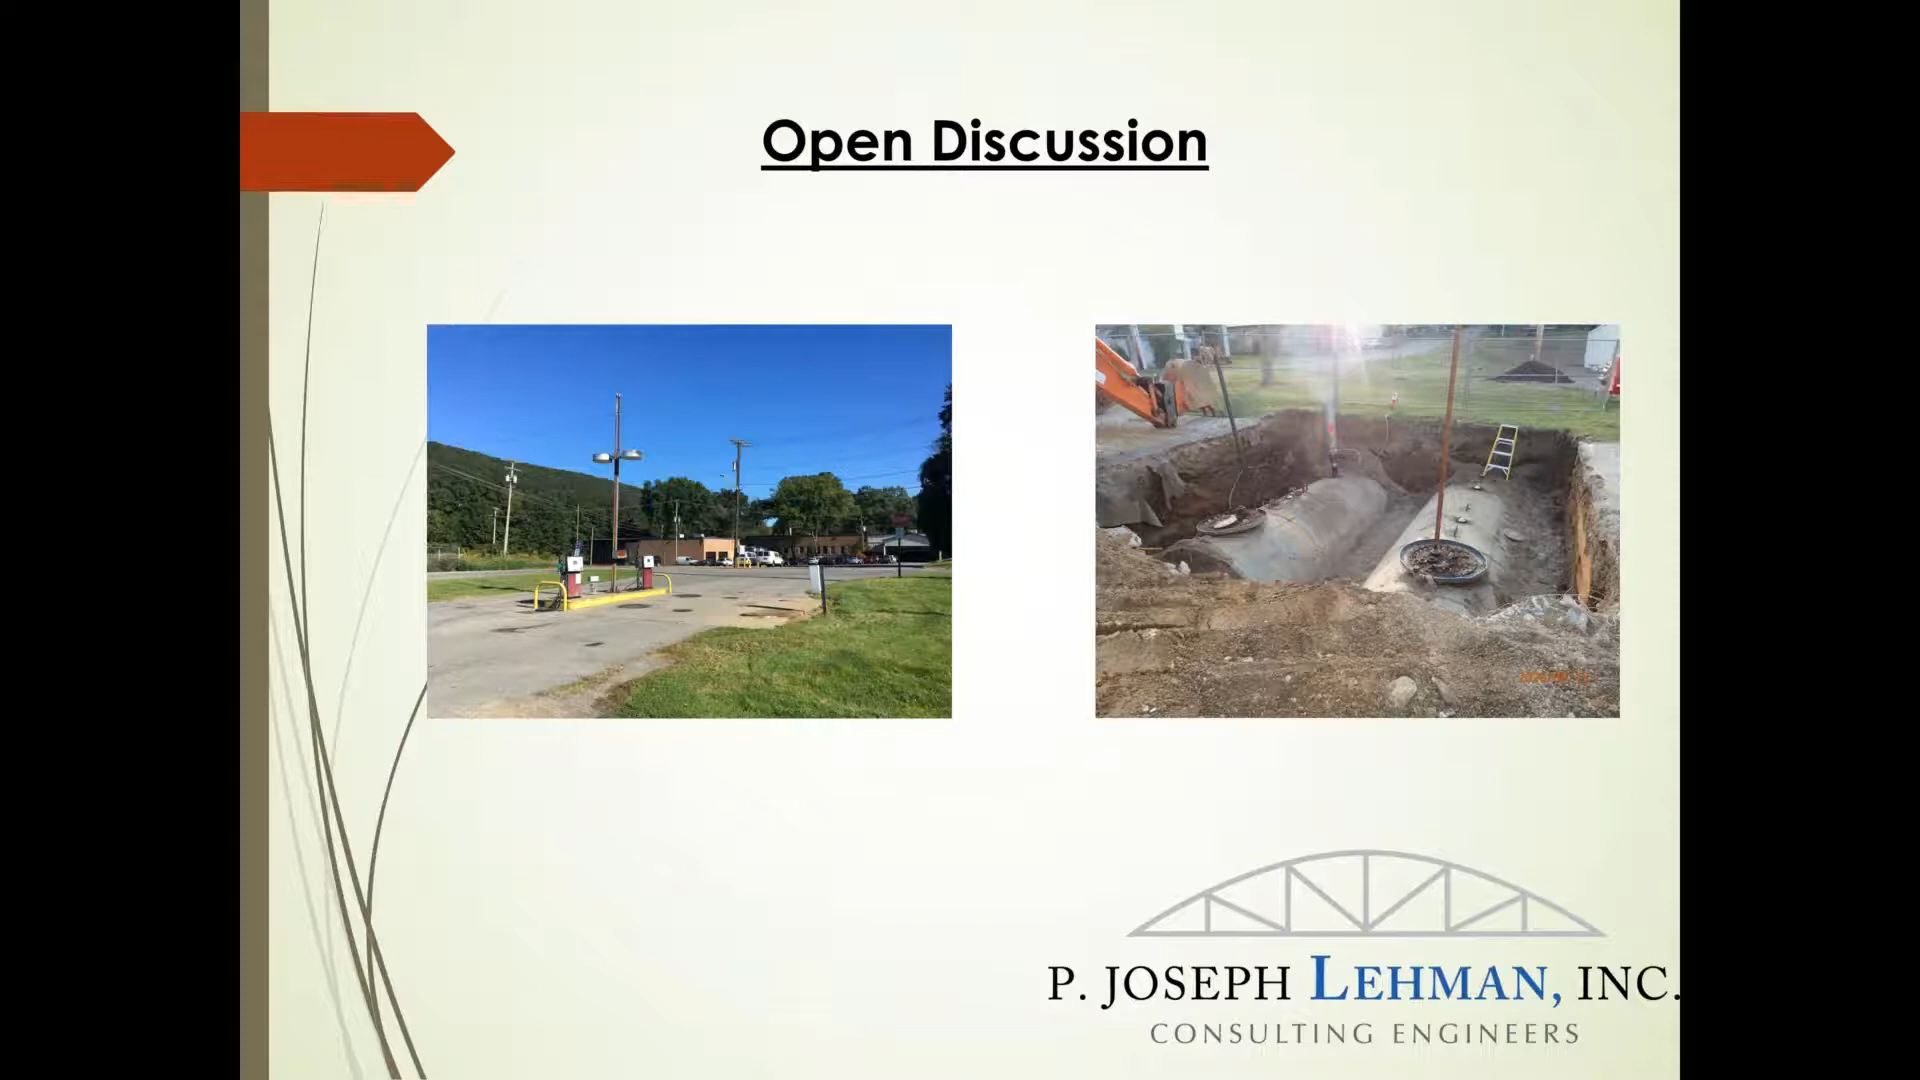 Open Discussion
P. JOSEPH LEHMAN, INC.
CONSULTING ENGINEERS